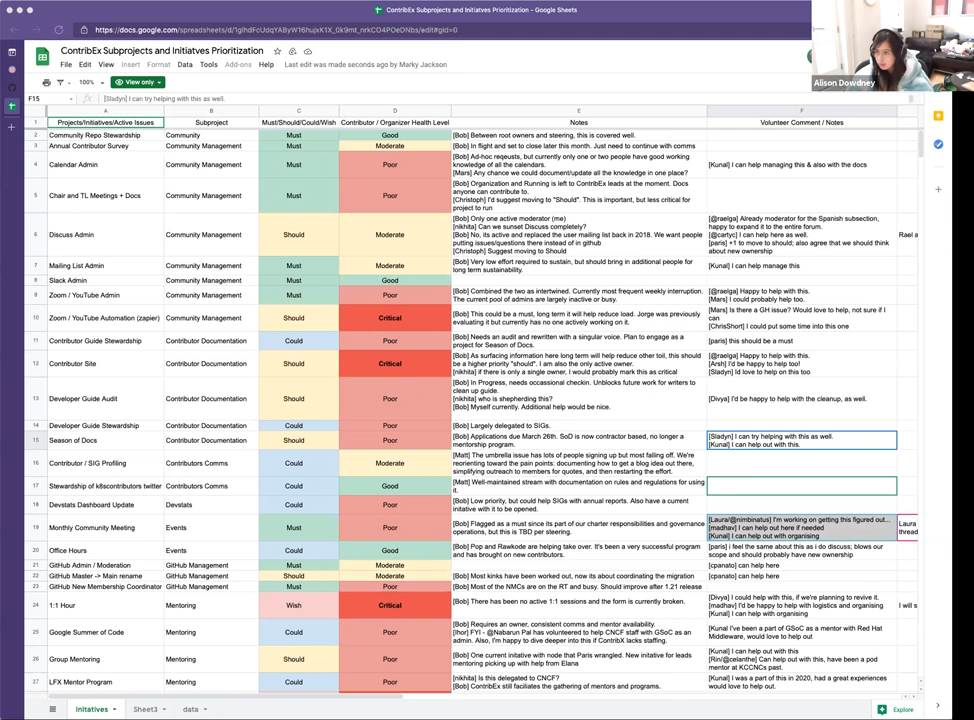 ContribEx Subprojects and Initiatives Prioritization - Google Sheets
ContribEx Subprojects and Initiatives Prioritization
File Edit View Insert Format Data Tools Add-ons Help Last edit was made seconds ago by Marky Jackson
Alison Dowdney
100% View only
F15 [Sladyn] I can try helping with this as well.
A B C D E F
1 Projects/Initiatives/Active Issues Subproject Must/Should/Could/Wish Contributor / Organizer Health Level Notes Volunteer Comment / Notes
2 Community Repo Stewardship Community Must Good [Bob] Between root owners and steering, this is covered well.
3 Annual Contributor Survey Community Management Must Moderate [Bob] In flight and set to close later this month. Just need to continue with comms
4 Calendar Admin Community Management Must Poor [Bob] Ad-hoc reqeusts, but currently only one or two people have good working
knowledge of all the calendars.
[Mars] Any chance we could document/update all the knowledge in one place?
[Kunal] I can help managing this & also with the docs
5 Chair and TL Meetings + Docs Community Management Must Poor [Bob] Organization and Running is left to ContribEx leads at the moment. Docs
anyone can contribute to.
[Christoph] I'd suggest moving to "Should". This is important, but less critical for
project to run
6 Discuss Admin Community Management Should Moderate [Bob] Only one active moderator (me)
[nikhita] Can we sunset Discuss completely?
[Bob] No, its active and replaced the user mailing list back in 2018. We want people
putting issues/questions there instead of in github
[Christoph] Suggest moving to Should
[@raelga] Already moderator for the Spanish subsection,
happy to expand it to the entire forum.
[@cartyc] I can help here as well.
[paris] +1 to move to should; also agree that we should think
about new ownership
Rael a
7 Mailing List Admin Community Management Must Moderate [Bob] Very low effort required to sustain, but should bring in additional people for
long term sustainability.
[Kunal] I can help manage this
8 Slack Admin Community Management Must Good
9 Zoom / YouTube Admin Community Management Must Poor [Bob] Combined the two as intertwined. Currently most frequent weekly interruption.
The current pool of admins are largely inactive or busy.
[@raelga] Happy to help with this.
[Mars] I could probably help too.
10 Zoom / YouTube Automation (zapier) Community Management Should Critical [Bob] This could be a must, long term it will help reduce load. Jorge was previously
evaluating it but currently has no one actively working on it.
[Mars] Is there a GH issue? Would love to help, not sure if I
can
[ChrisShort] I could put some time into this one
11 Contributor Guide Stewardship Contributor Documentation Could Poor [Bob] Needs an audit and rewritten with a singular voice. Plan to engage as a
project for Season of Docs.
[paris] this should be a must
12 Contributor Site Contributor Documentation Should Critical [Bob] As surfacing information here long term will help reduce other toil, this should
be a higher priority "should". I am also the only active owner.
[nikhita] if there is only a single owner, I would probably mark this as critical
[@raelga] Happy to help with this.
[Arsh] I'd be happy to help too!
[Sladyn] Id love to help on this too
13 Developer Guide Audit Contributor Documentation Should Poor [Bob] In Progress, needs occassional checkin. Unblocks future work for writers to
clean up guide.
[nikhita] who is shepherding this?
[Bob] Myself currently. Additional help would be nice.
[Divya] I'd be happy to help with the cleanup, as well.
14 Developer Guide Stewardship Contributor Documentation Could Poor [Bob] Largely delegated to SIGs.
15 Season of Docs Contributor Documentation Should Poor [Bob] Applications due March 26th. SoD is now contractor based, no longer a
mentorship program.
[Sladyn] I can try helping with this as well.
[Kunal] I can help out with this.
16 Contributor / SIG Profiling Contributors Comms Could Moderate [Matt] The umbrella issue has lots of people signing up but most falling off. We're
reorienting toward the pain points: documenting how to get a blog idea out there,
simplifying outreach to members for quotes, and then restarting the effort.
17 Stewardship of k8scontributors twitter Contributors Comms Could Good [Matt] Well-maintained stream with documentation on rules and regulations for using
it.
18 Devstats Dashboard Update Devstats Could Poor [Bob] Low priority, but could help SIGs with annual reports. Also have a current
initative with it to be opened.
19 Monthly Community Meeting Events Must Poor [Bob] Flagged as a must since its part of our charter responsibilities and governance
operations, but this is TBD per steering.
[Laura/@nimbinatus] I'm working on getting this figured out...
[madhav] I can help out here if needed
[Kunal] I can help out with organising
Laura
thread
20 Office Hours Events Could Good [Bob] Pop and Rawkode are helping take over. It's been a very successful program
and has brought on new contributors.
[paris] i feel the same about this as i do discuss; blows our
scope and should probably have new ownership
21 GitHub Admin / Moderation GitHub Management Must Moderate [cpanato] can help here
22 GitHub Master -> Main rename GitHub Management Should Moderate [Bob] Most kinks have been worked out, now its about coordinating the migration [cpanato] can help here
23 GitHub New Membership Coordinator GitHub Management Must Poor [Bob] Most of the NMCs are on the RT and busy. Should improve after 1.21 release
24 1:1 Hour Mentoring Wish Critical [Bob] There has been no active 1:1 sessions and the form is currently broken.
[Divya] I could help with this, if we're planning to revive it.
[madhav] I'd be happy to help with logistics and organising
[Kunal] I can help with organising
I will s
25 Google Summer of Code Mentoring Could Poor [Bob] Requires an owner, consistent comms and mentor availability.
[Ihor] FYI - @Nabarun Pal has volunteered to help CNCF staff with GSoC as an
admin. Also, I'm happy to dive deeper into this if ContribX lacks staffing.
[Kunal I've been a part of GSoC as a mentor with Red Hat
Middleware, would love to help out
26 Group Mentoring Mentoring Should Poor [Bob] One current initative with node that Paris wrangled. New initative for leads
mentoring picking up with help from Elana
[Kunal] I can help out with this
[Rin/@celanthe] Can help out with this, have been a pod
mentor at KCCNCs past.
27 LFX Mentor Program Mentoring Could Poor [nikhita] Is this delegated to CNCF?
[Bob] ContribEx still faciliates the gathering of mentors and programs.
[Kunal] I was a part of this in 2020, had a great experiences
would love to help out.
Initatives Sheet3 data Explore